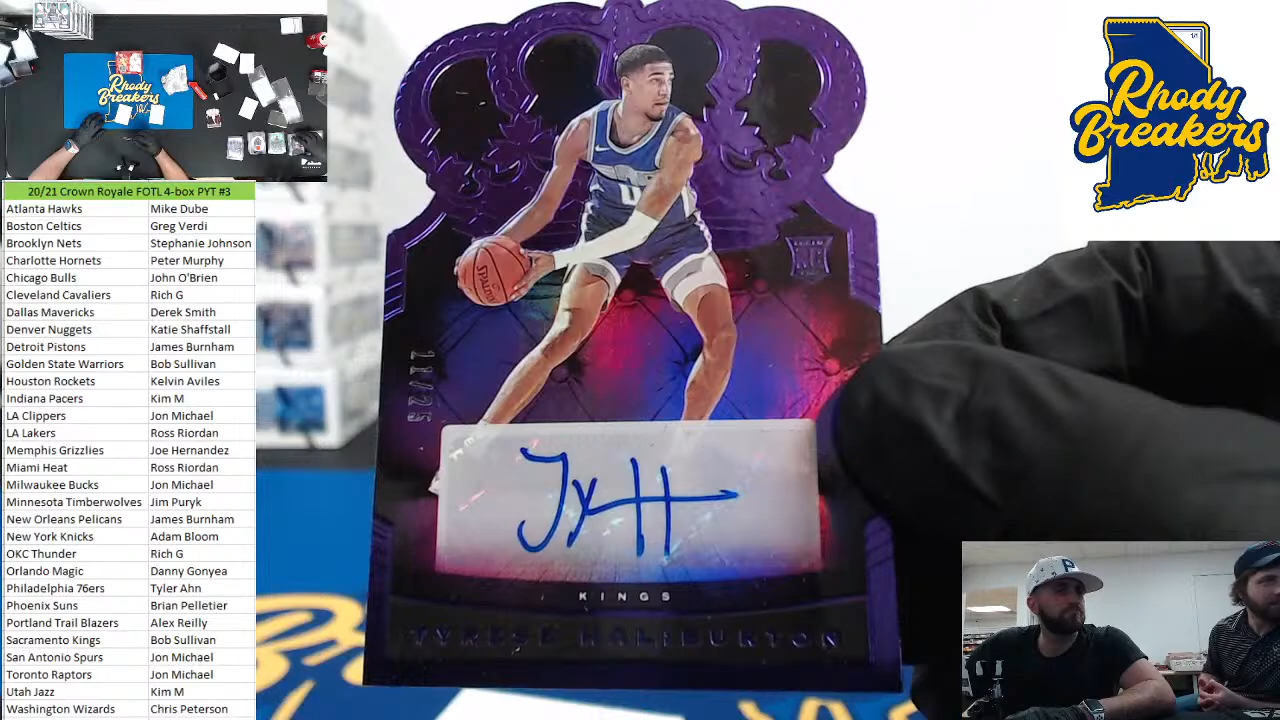 Rhody
Breakers
Rhody
Breakers
20/21 Crown Royale FOTL 4-box PYT #3
Atlanta Hawks Mike Dube
Boston Celtics Greg Verdi
Brooklyn Nets Stephanie Johnson
Charlotte Hornets Peter Murphy
Chicago Bulls John O'Brien
Cleveland Cavaliers Rich G
Dallas Mavericks Derek Smith
Denver Nuggets Katie Shaffstall
Detroit Pistons James Burnham
Golden State Warriors Bob Sullivan
Houston Rockets Kelvin Aviles
Indiana Pacers Kim M
LA Clippers Jon Michael
LA Lakers Ross Riordan
Memphis Grizzlies Joe Hernandez
Miami Heat Ross Riordan
Milwaukee Bucks Jon Michael
Minnesota Timberwolves Jim Puryk
New Orleans Pelicans James Burnham
New York Knicks Adam Bloom
OKC Thunder Rich G
Orlando Magic Danny Gonyea
Philadelphia 76ers Tyler Ahn
Phoenix Suns Brian Pelletier
Portland Trail Blazers Alex Reilly
Sacramento Kings Bob Sullivan
San Antonio Spurs Jon Michael
Toronto Raptors Jon Michael
Utah Jazz Kim M
Washington Wizards Chris Peterson
SPALDING
RC
11/25
TyH
KINGS
TYRESE HALIBURTON
P